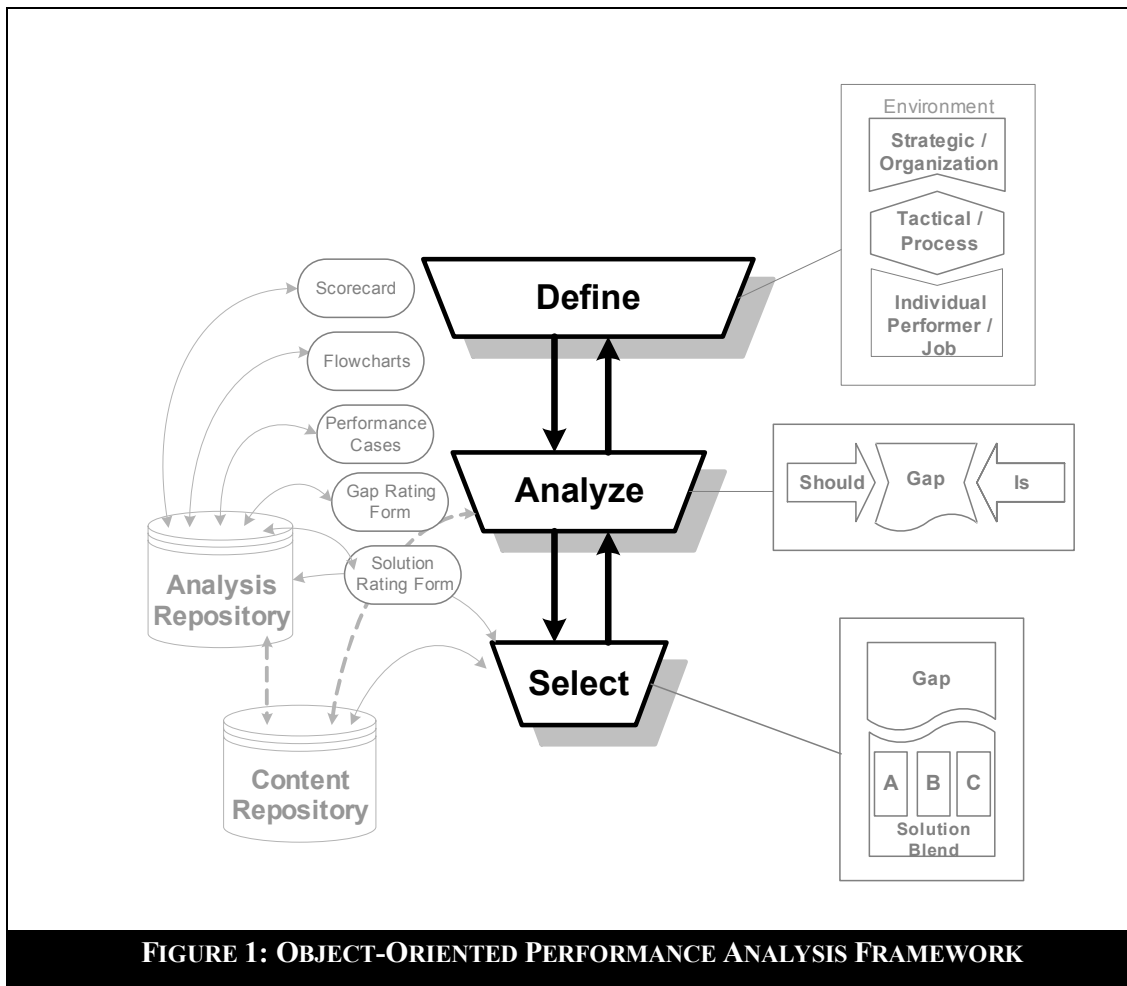 Environment
Strategic /
Organization
Tactical /
Process
Individual
Performer /
Job
Define
Scorecard
Flowcharts
Performance
Cases
Gap Rating
Form
Solution
Rating Form
Analyze
Should
Gap
Is
Analysis
Repository
Select
Content
Repository
Gap
A B C
Solution
Blend
FIGURE 1: OBJECT-ORIENTED PERFORMANCE ANALYSIS FRAMEWORK